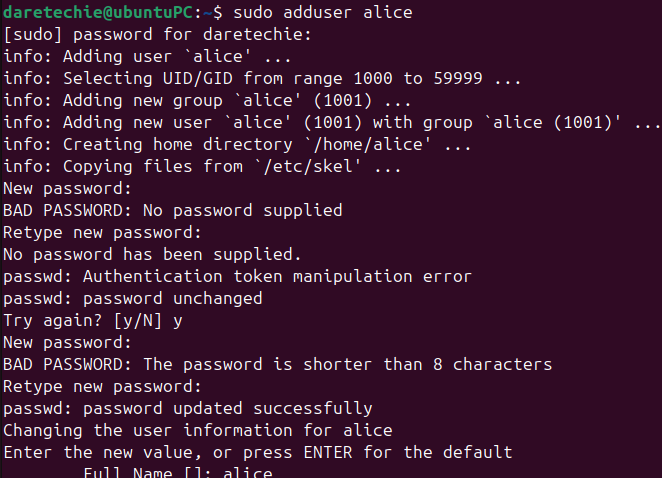 daretechie@ubuntuPC:~$ sudo adduser alice
[sudo] password for daretechie:
info: Adding user `alice' ...
info: Selecting UID/GID from range 1000 to 59999 ...
info: Adding new group `alice' (1001) ...
info: Adding new user `alice' (1001) with group `alice (1001)' ...
info: Creating home directory `/home/alice' ...
info: Copying files from `/etc/skel' ...
New password:
BAD PASSWORD: No password supplied
Retype new password:
No password has been supplied.
passwd: Authentication token manipulation error
passwd: password unchanged
Try again? [y/N] y
New password:
BAD PASSWORD: The password is shorter than 8 characters
Retype new password:
passwd: password updated successfully
Changing the user information for alice
Enter the new value, or press ENTER for the default
Full Name []: alice